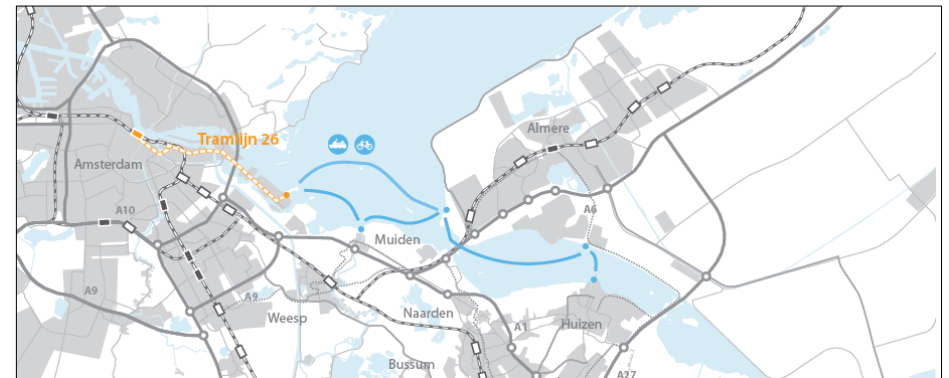 Tramlijn 26
Almere
Amsterdam
A10
A6
Muiden
A9
A9
Weesp
Naarden
A1
Huizen
Bussum
A27